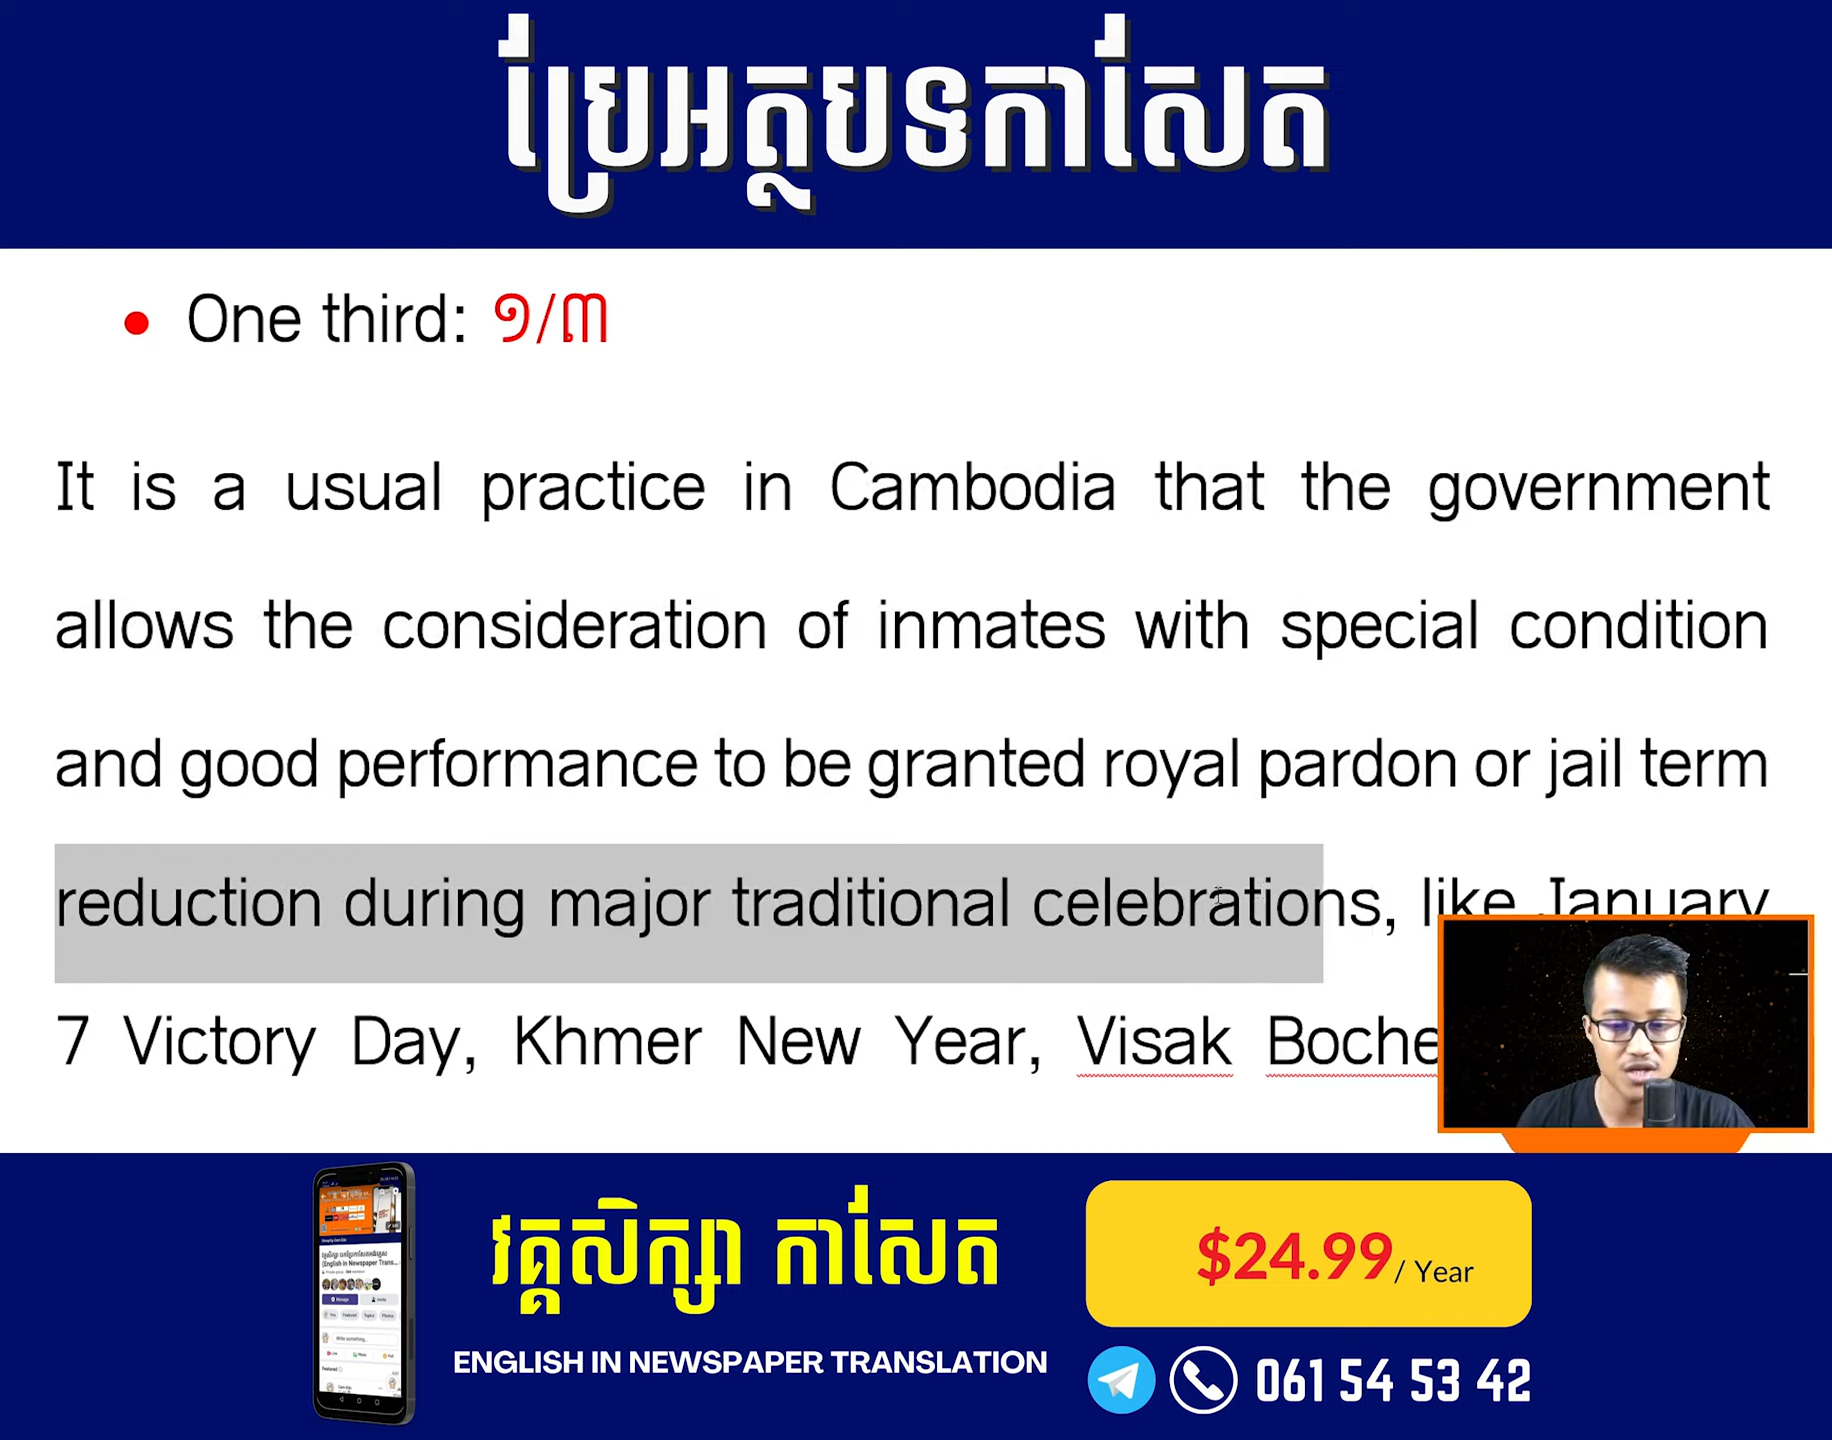 ប្រែអត្ថបទកាសែត
• One third: ១/៣
It is a usual practice in Cambodia that the government
allows the consideration of inmates with special condition
and good performance to be granted royal pardon or jail term
reduction during major traditional celebrations, like January
7 Victory Day, Khmer New Year, Visak Boche
វគ្គសិក្សា កាសែត
ENGLISH IN NEWSPAPER TRANSLATION
$24.99/ Year
061 54 53 42